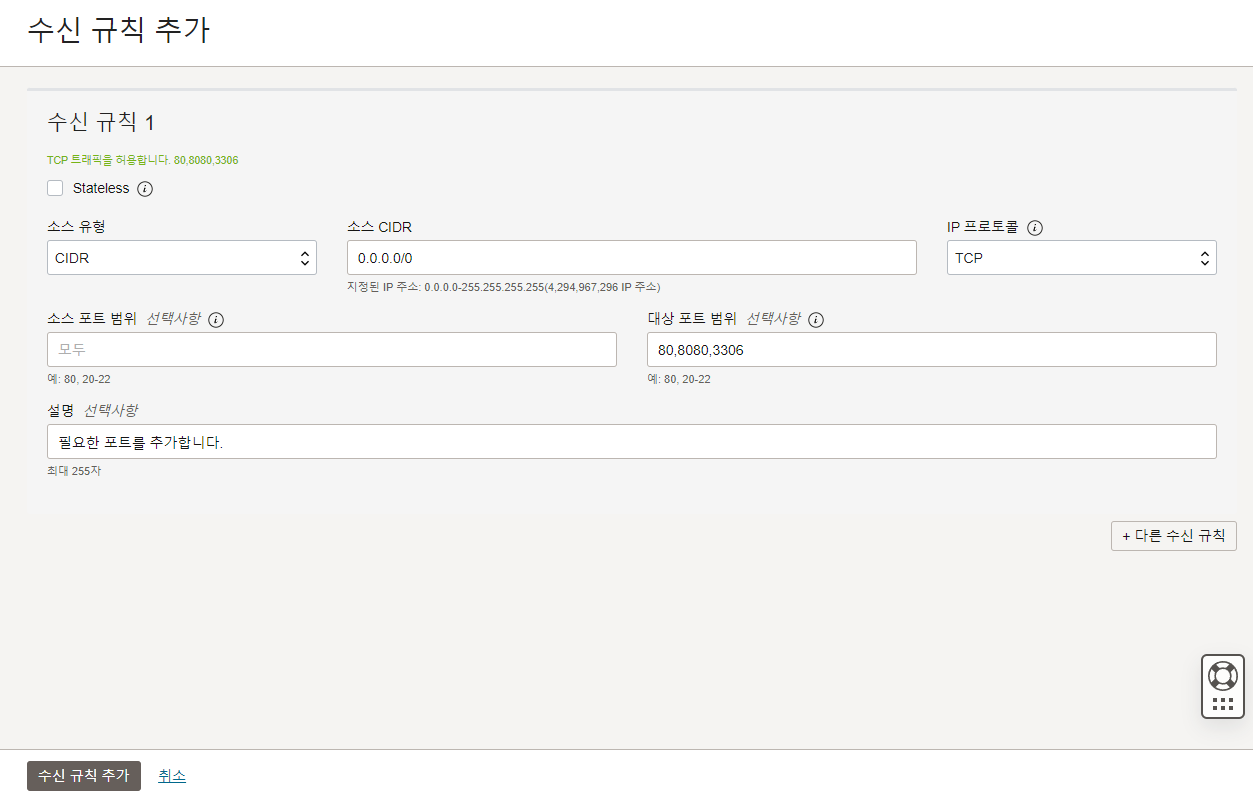 수신 규칙 추가
수신 규칙 1
TCP 트래픽을 허용합니다. 80,8080,3306
Stateless
소스 유형
소스 CIDR
IP 프로토콜
CIDR
0.0.0.0/0
TCP
지정된 IP 주소: 0.0.0.0-255.255.255.255(4,294,967,296 IP 주소)
소스 포트 범위 선택사항
대상 포트 범위 선택사항
모두
80,8080,3306
예: 80, 20-22
예: 80, 20-22
설명 선택사항
필요한 포트를 추가합니다.
최대 255자
+ 다른 수신 규칙
수신 규칙 추가
취소